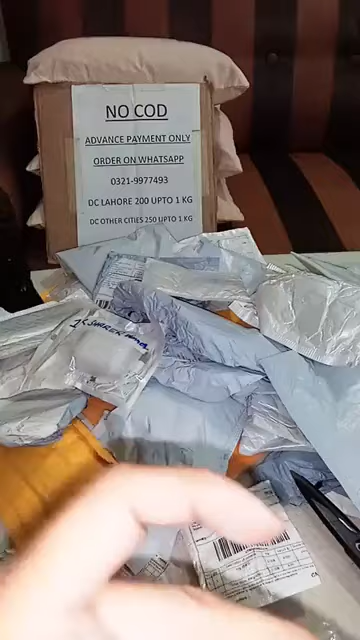 NO COD
ADVANCE PAYMENT ONLY
ORDER ON WHATSAPP
0321-9977493
DC LAHORE 200 UPTO 1 KG
DC OTHER CITIES 250 UPTO 1 KG